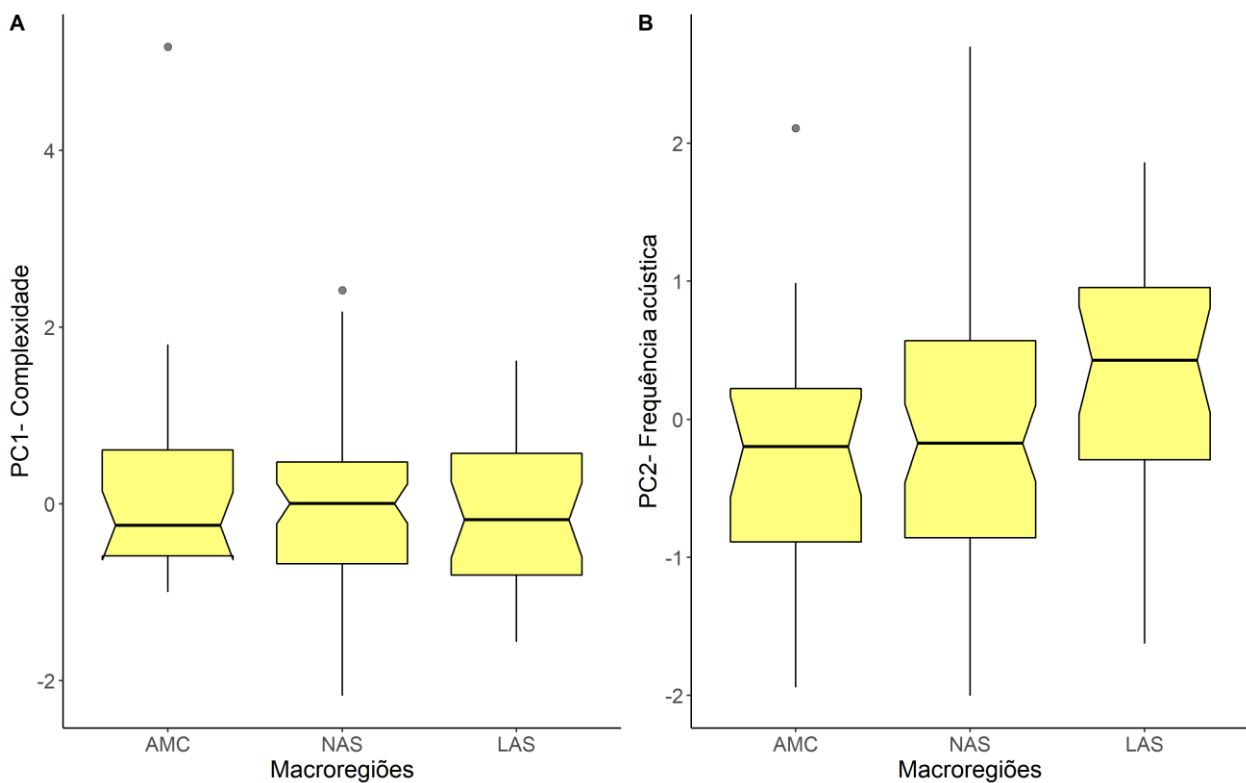 A
PC1- Complexidade
4
2
0
-2
AMC NAS LAS
Macroregiões
B
PC2- Frequência acústica
2
1
0
-1
-2
AMC NAS LAS
Macroregiões